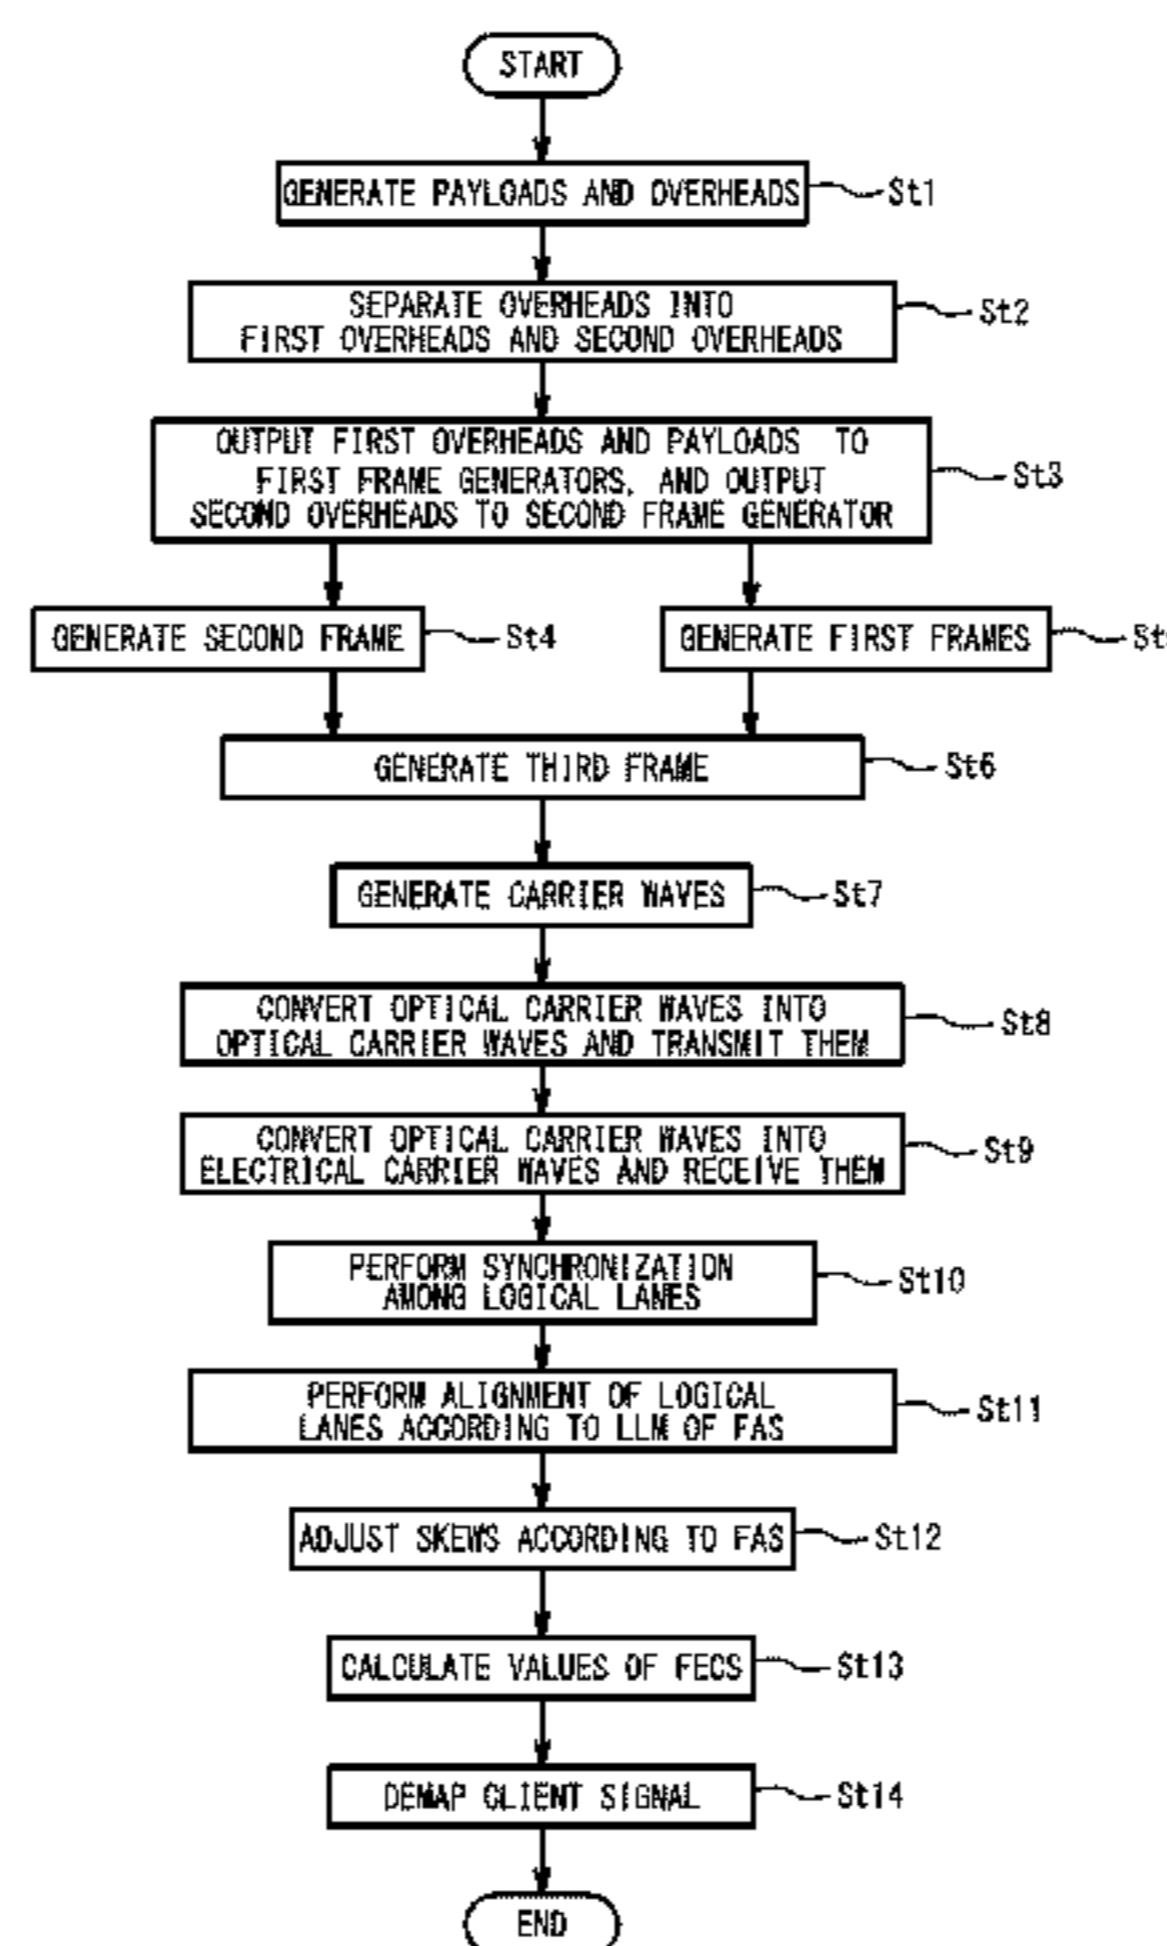 START
GENERATE PAYLOADS AND OVERHEADS
St1
SEPARATE OVERHEADS INTO
FIRST OVERHEADS AND SECOND OVERHEADS
St2
OUTPUT FIRST OVERHEADS AND PAYLOADS TO
FIRST FRAME GENERATORS, AND OUTPUT
SECOND OVERHEADS TO SECOND FRAME GENERATOR
St3
GENERATE SECOND FRAME
St4
GENERATE FIRST FRAMES
GENERATE THIRD FRAME
St6
GENERATE CARRIER WAVES
St7
CONVERT OPTICAL CARRIER WAVES INTO
OPTICAL CARRIER WAVES AND TRANSMIT THEM
St8
CONVERT OPTICAL CARRIER WAVES INTO
ELECTRICAL CARRIER WAVES AND RECEIVE THEM
St9
PERFORM SYNCHRONIZATION
AMONG LOGICAL LANES
St10
PERFORM ALIGNMENT OF LOGICAL
LANES ACCORDING TO LLM OF FAS
St11
ADJUST SKEWS ACCORDING TO FAS
St12
CALCULATE VALUES OF FECS
St13
DEMAP CLIENT SIGNAL
St14
END